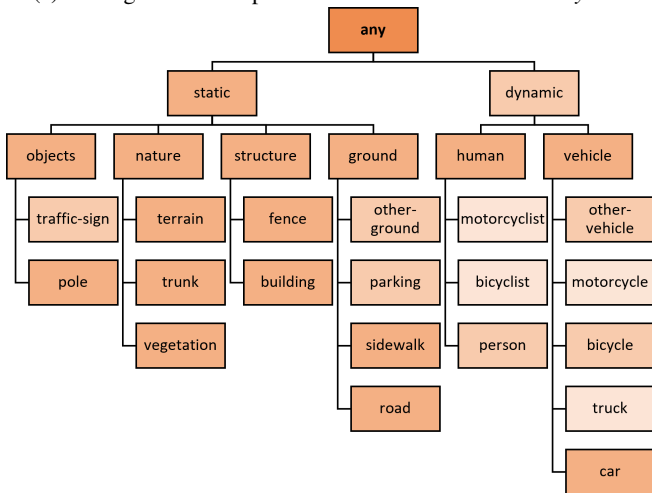 any
static
dynamic
objects
nature
structure
ground
human
vehicle
traffic-sign
terrain
fence
other-
ground
motorcyclist
other-
vehicle
pole
trunk
building
parking
bicyclist
motorcycle
vegetation
sidewalk
person
bicycle
road
truck
car